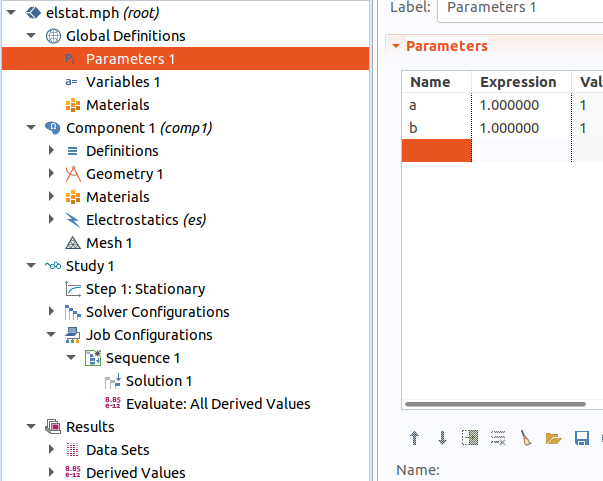 elstat.mph (root)
Global Definitions
Pi Parameters 1
a= Variables 1
Materials
Component 1 (comp1)
Definitions
Geometry 1
Materials
Electrostatics (es)
Mesh 1
Study 1
Step 1: Stationary
Solver Configurations
Job Configurations
Sequence 1
Solution 1
8.85 e-12 Evaluate: All Derived Values
Results
Data Sets
8.85 e-12 Derived Values
Label: Parameters 1
Parameters
Name Expression Val
a 1.000000 1
b 1.000000 1
Name: